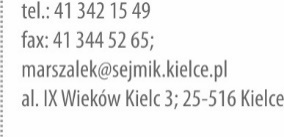 tel.: 41 342 15 49
fax: 41 344 52 65;
marszalek@sejmik.kielce.pl
al. IX Wieków Kielc 3; 25-516 Kielce